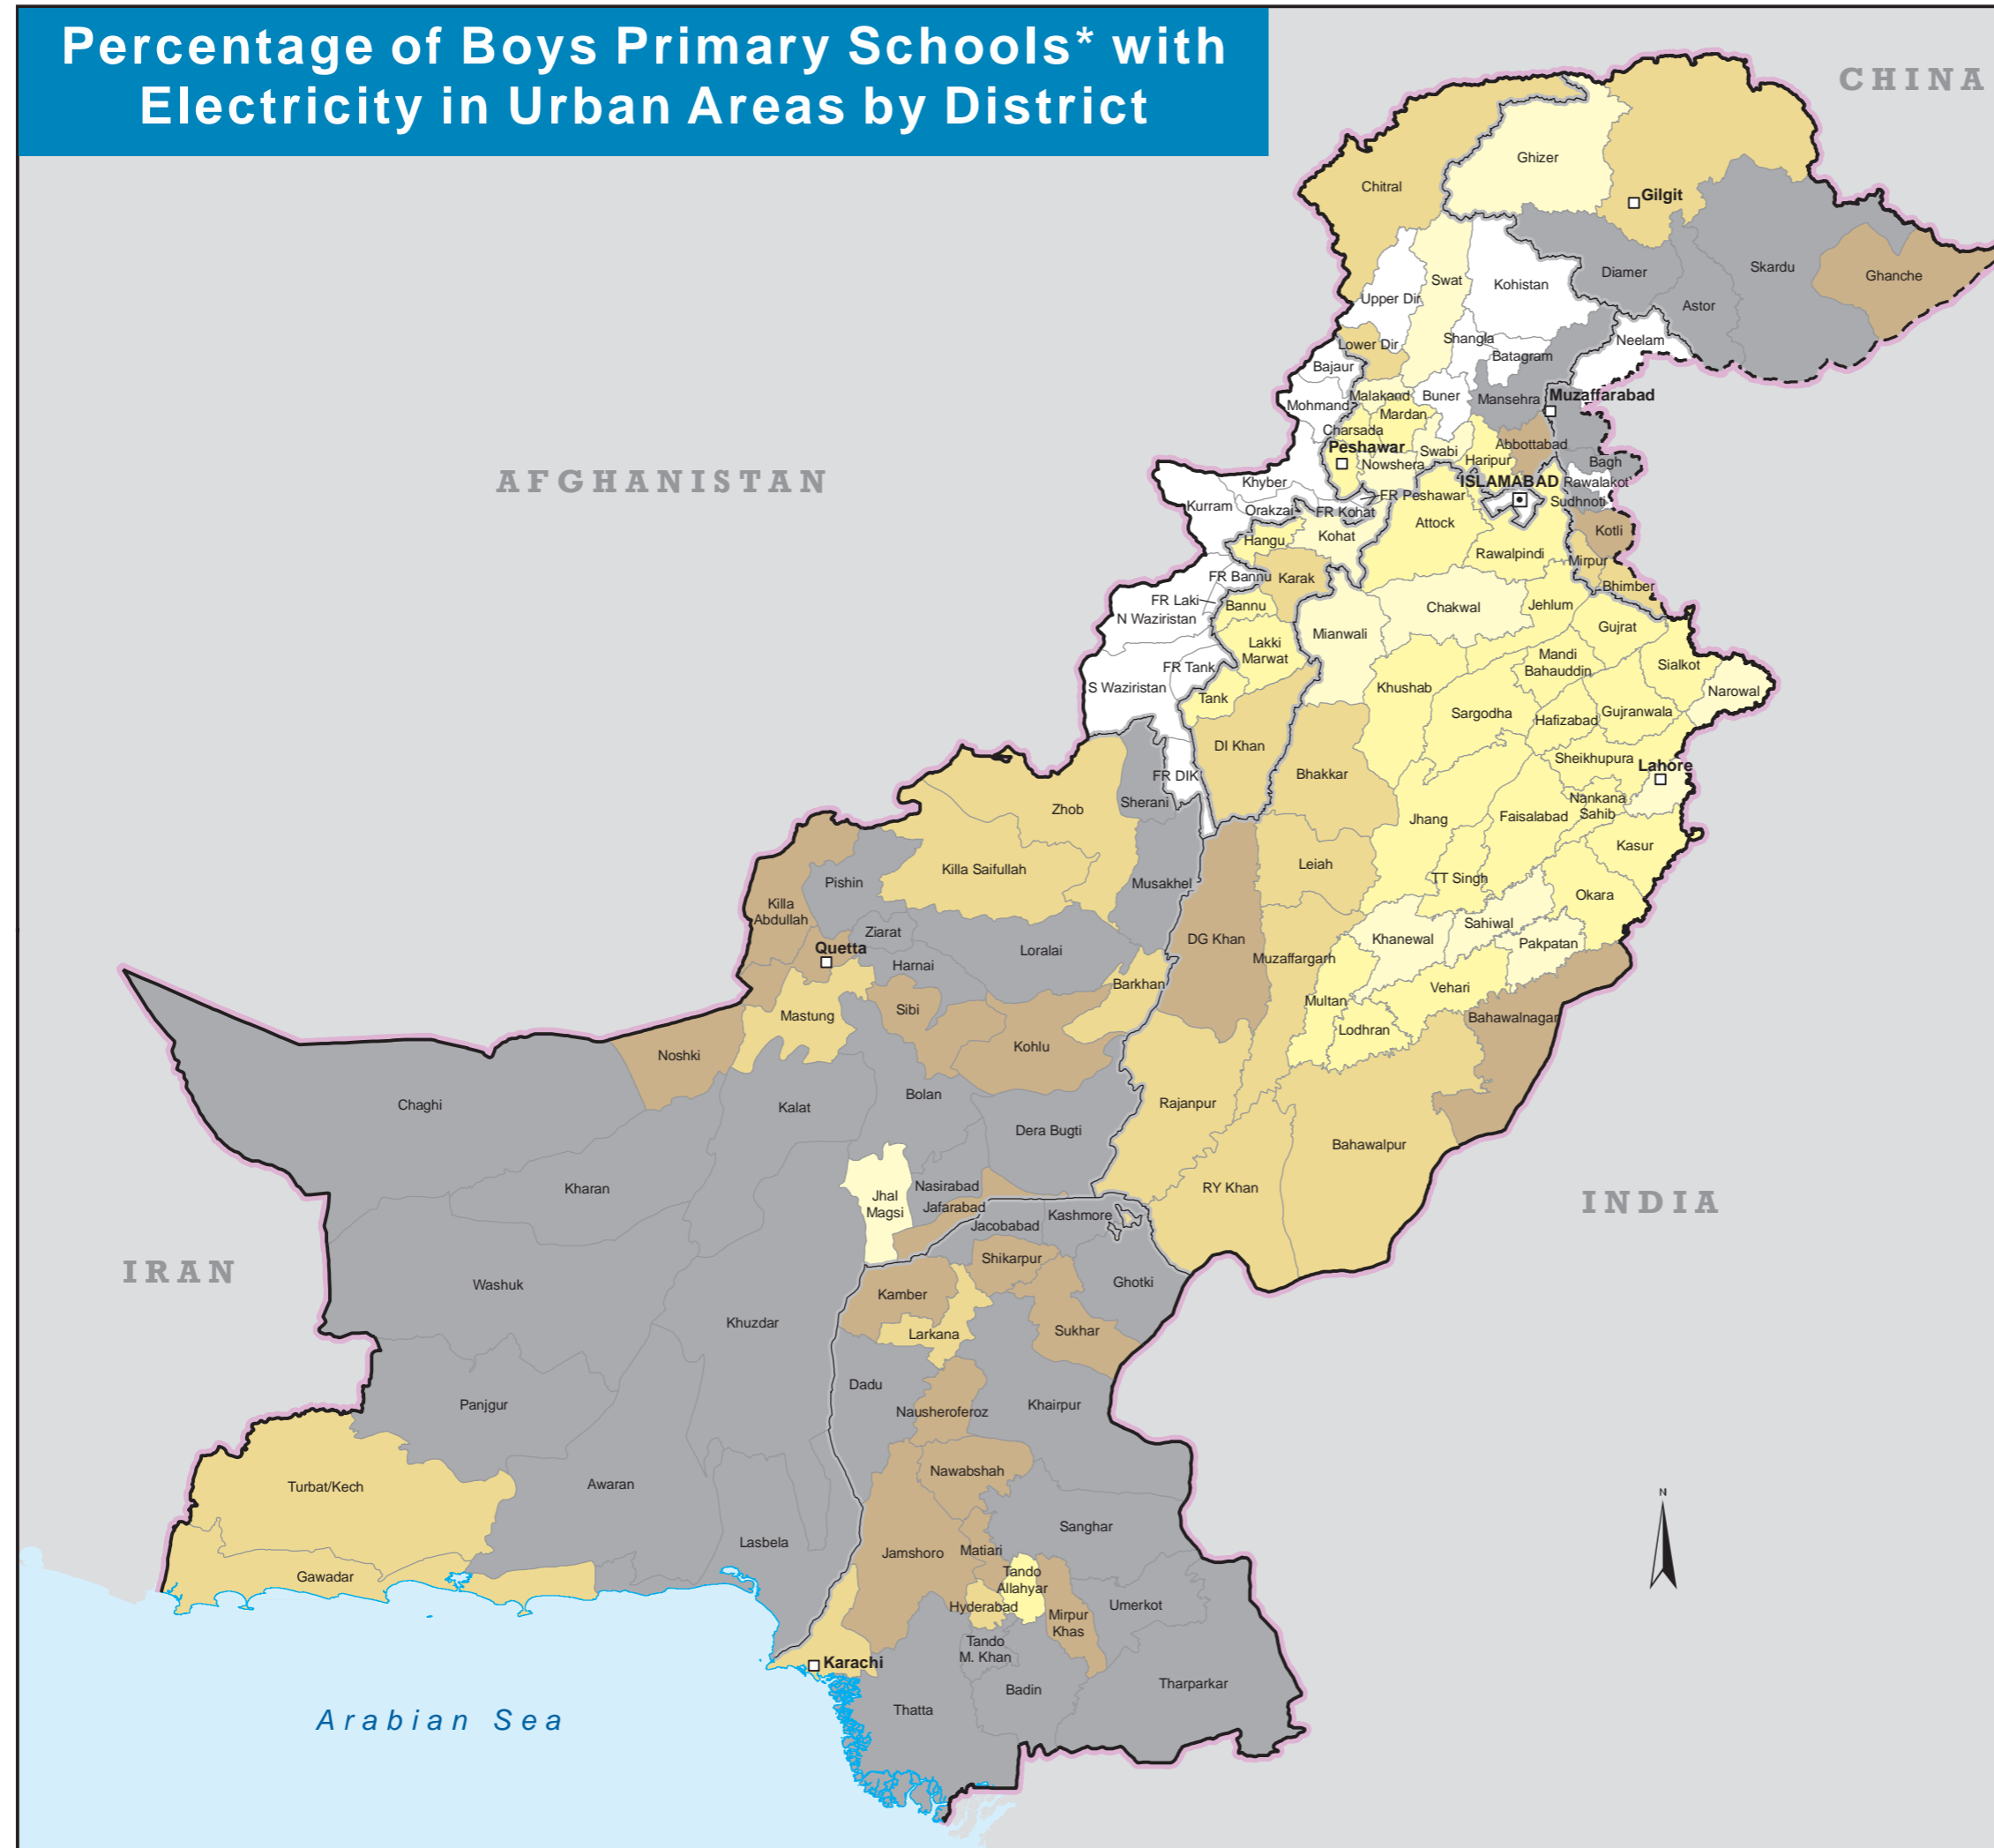 Percentage of Boys Primary Schools* with
Electricity in Urban Areas by District
CHINA
Ghizer
Chitral
Gilgit
Skardu
Diamer
Ghanche
Swat
Kohistan
Upper Dir
Astor
Shangla
Neelam
Lower Dir
Batagram
Bajaur
Malakand
Buner
Mansehra
Muzaffarabad
Mohmand
Mardan
Charsada
Peshawar
Swabi
Abbottabad
Nowshera
Haripur
Bagh
AFGHANISTAN
Khyber
ISLAMABAD
Rawalakot
FR Peshawar
Kurram
Orakzai
FR Kohat
Sudhnoti
Attock
Kotli
Hangu
Kohat
Rawalpindi
Mirpur
FR Bannu
Karak
Bhimber
FR Laki
Bannu
Chakwal
Jehlum
N Waziristan
Mianwali
Gujrat
Lakki
Marwat
Mandi
Bahauddin
FR Tank
Sialkot
S Waziristan
Khushab
Narowal
Tank
Sargodha
Hafizabad
Gujranwala
DI Khan
Sheikhupura
Lahore
FR DIK
Bhakkar
Sherani
Nankana
Sahib
Zhob
Jhang
Faisalabad
Kasur
Leiah
Killa Saifullah
Pishin
Musakhel
TT Singh
Okara
Killa
Abdullah
Ziarat
Sahiwal
Quetta
Loralai
DG Khan
Khanewal
Pakpatan
Harnai
Muzaffargarh
Barkhan
Vehari
Sibi
Mastung
Multan
Bahawalnagar
Lodhran
Kohlu
Noshki
Chaghi
Kalat
Bolan
Rajanpur
Dera Bugti
Bahawalpur
Kharan
Nasirabad
RY Khan
INDIA
Jhal
Magsi
Jafarabad
Kashmore
Jacobabad
IRAN
Shikarpur
Washuk
Ghotki
Kamber
Khuzdar
Larkana
Sukhar
Dadu
Panjgur
Nausheroferoz
Khairpur
Nawabshah
Turbat/Kech
Awaran
N
Sanghar
Lasbela
Jamshoro
Matiari
Gawadar
Tando
Allahyar
Hyderabad
Umerkot
Mirpur
Khas
Tando
M. Khan
Karachi
Tharparkar
Badin
Thatta
Arabian Sea